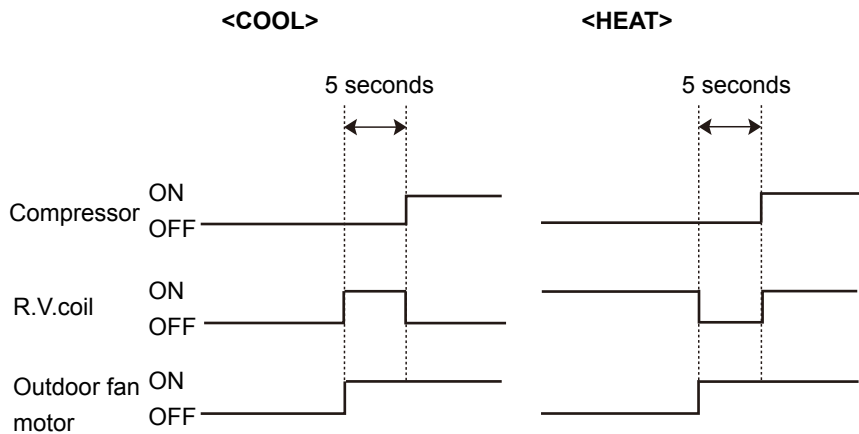 <COOL>
<HEAT>
5 seconds
5 seconds
Compressor
ON
OFF
R.V.coil
ON
OFF
Outdoor fan
motor
ON
OFF